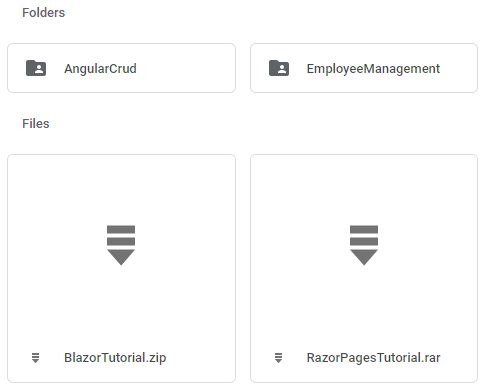 Folders
AngularCrud
EmployeeManagement
Files
BlazorTutorial.zip
RazorPagesTutorial.rar